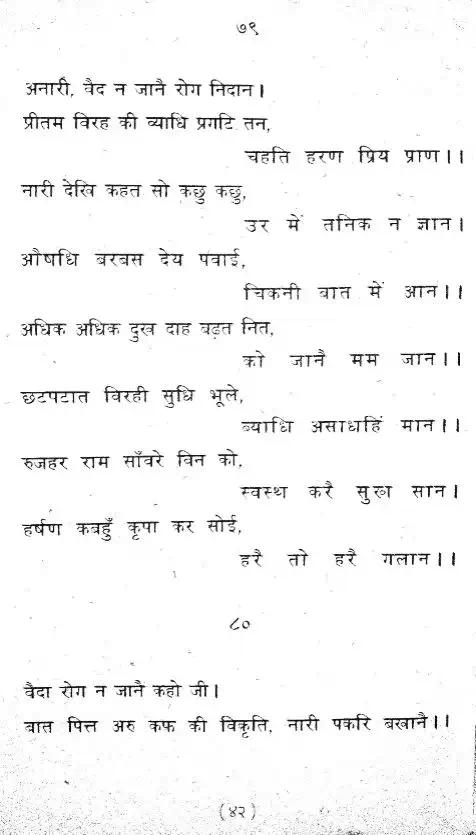 ७९
अनारी, वैद न जानै रोग निदान।
प्रीतम विरह की व्याधि प्रगटि तन,
चहति हरण प्रिय प्राण।।
नारी देखि कहत सो कछु कछु,
उर में तनिक न ज्ञान।
औषधि बरबस देय पवाई,
चिकनी बात में आन।।
अधिक अधिक दुख दाह बढ़त नित,
को जानै मम जान।।
छटपटात विरही सुधि भूले,
ब्याधि असाधहिं मान।।
रुजहर राम साँवरे विन को,
स्वस्थ करै सुख सान।
हर्षण कबहुँ कृपा कर सोई,
हरै तो हरै गलान।।
८०
वैदा रोग न जानै कहो जी।
बात पित्त अरु कफ की विकृति, नारी पकरि बखानै।।
(४२)